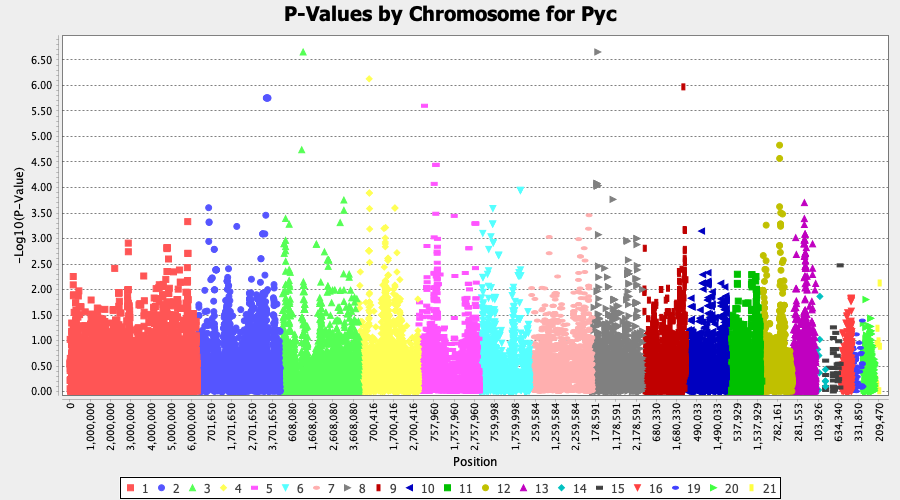 P-Values by Chromosome for Pyc
6.50
6.00
5.50
5.00
4.50
4.00
3.50
3.00
2.50
2.00
1.50
1.00
0.50
0.00
-Log10(P-Value)
0 1,000,000 2,000,000 3,000,000 4,000,000 5,000,000 6,000,000 701,650 1,701,650 2,701,650 3,701,650 608,080 1,608,080 2,608,080 3,608,080 700,416 1,700,416 2,700,416 757,960 1,757,960 2,757,960 759,998 1,759,998 259,584 1,259,584 2,259,584 178,591 1,178,591 2,178,591 680,330 1,680,330 490,033 1,490,033 537,929 1,537,929 782,161 281,553 103,926 634,340 331,850 209,470
Position
1 2 3 4 5 6 7 8 9 10 11 12 13 14 15 16 19 20 21